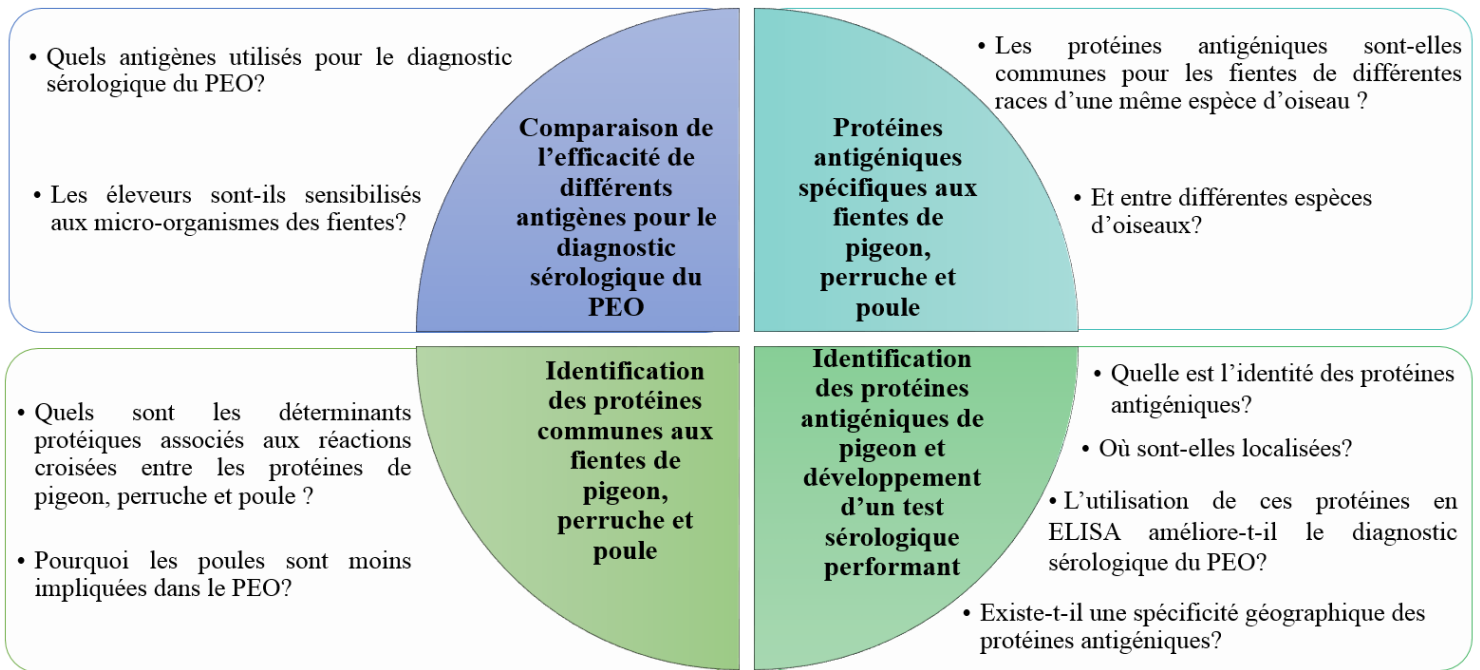 • Quels antigènes utilisés pour le diagnostic
sérologique du PEO?
• Les éleveurs sont-ils sensibilisés
aux micro-organismes des fientes?
Comparaison de
l’efficacité de
différents
antigènes pour le
diagnostic
sérologique du
PEO
Protéines
antigéniques
spécifiques aux
fientes de
pigeon,
perruche et
poule
• Les protéines antigéniques sont-elles
communes pour les fientes de différentes
races d’une même espèce d’oiseau ?
• Et entre différentes espèces
d’oiseaux?
• Quels sont les déterminants
protéiques associés aux réactions
croisées entre les protéines de
pigeon, perruche et poule ?
• Pourquoi les poules sont moins
impliquées dans le PEO?
Identification
des protéines
communes aux
fientes de
pigeon,
perruche et
poule
Identification
des protéines
antigéniques de
pigeon et
développement
d’un test
sérologique
performant
• Quelle est l’identité des protéines
antigéniques?
• Où sont-elles localisées?
• L’utilisation de ces protéines en
ELISA améliore-t-il le diagnostic
sérologique du PEO?
• Existe-t-il une spécificité géographique des
protéines antigéniques?